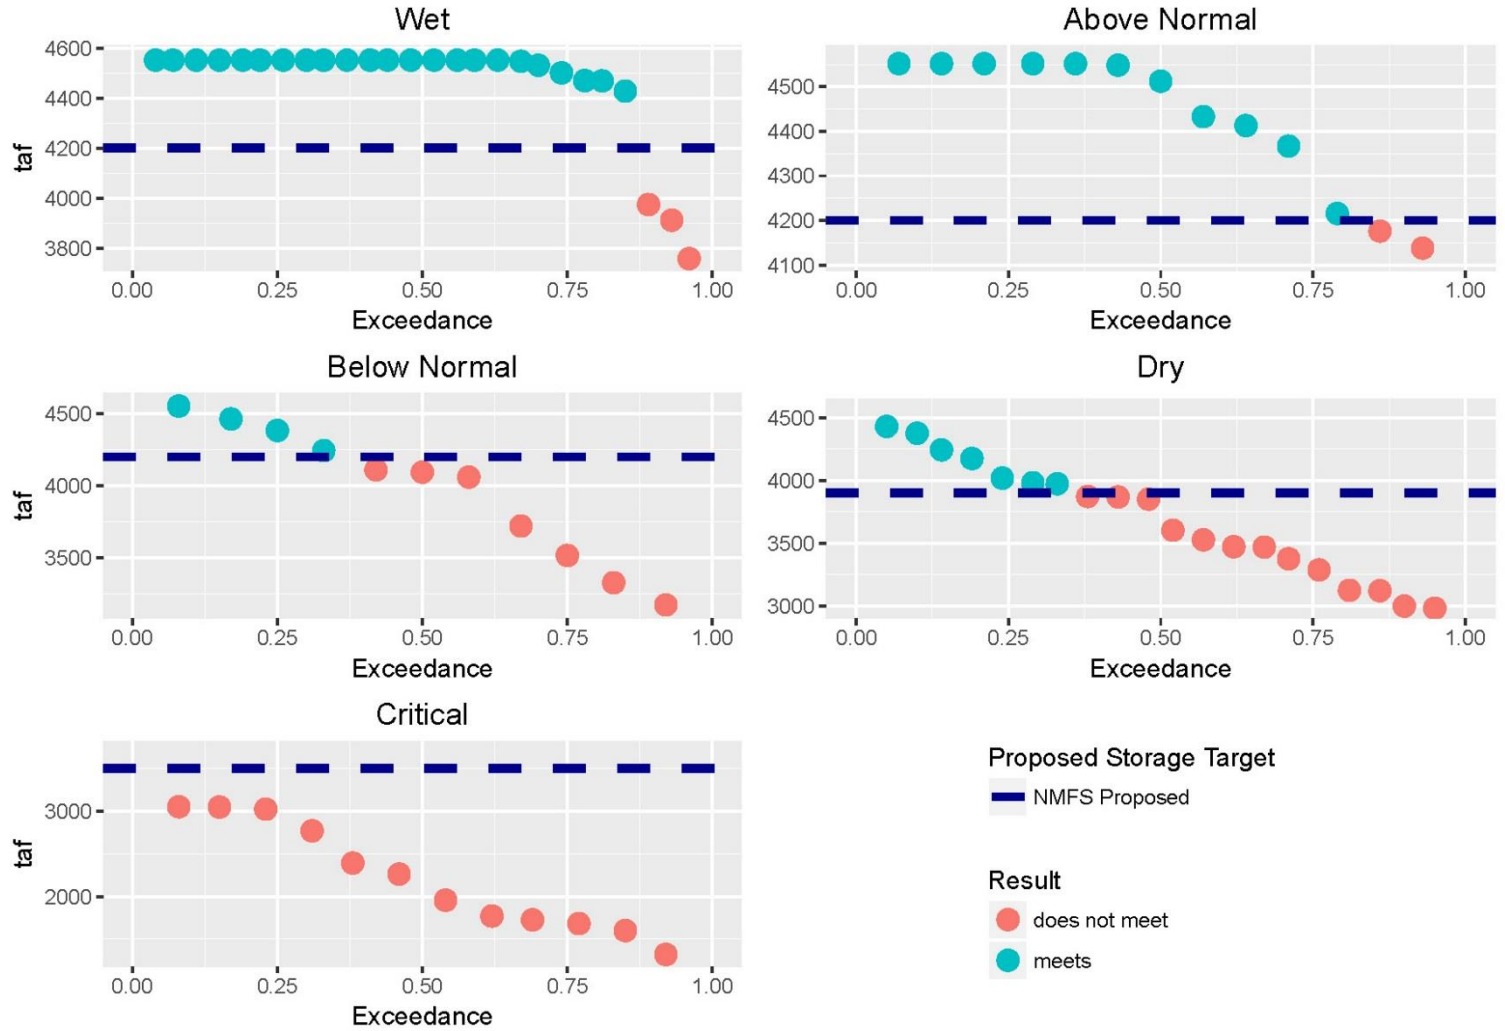 Wet
taf
4600
4400
4200
4000
3800
0.00 0.25 0.50 0.75 1.00
Exceedance
Above Normal
4500
4400
4300
4200
4100
0.00 0.25 0.50 0.75 1.00
Exceedance
Below Normal
taf
4500
4000
3500
0.00 0.25 0.50 0.75 1.00
Exceedance
Dry
4500
4000
3500
3000
0.00 0.25 0.50 0.75 1.00
Exceedance
Critical
taf
3000
2000
0.00 0.25 0.50 0.75 1.00
Exceedance
Proposed Storage Target
NMFS Proposed
Result
does not meet
meets